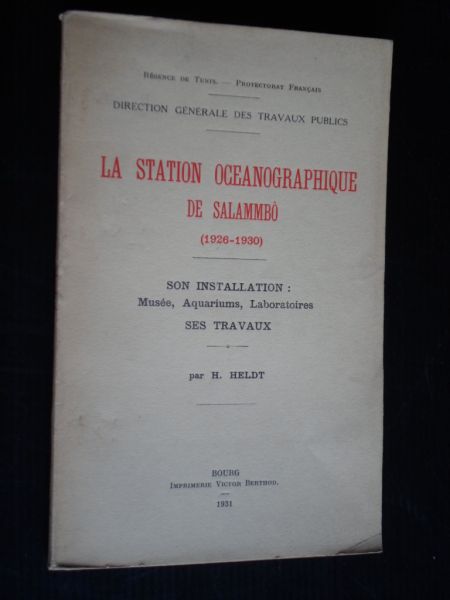 Régence de Tunis. — Protectorat Français
DIRECTION GÉNÉRALE DES TRAVAUX PUBLICS
LA STATION OCEANOGRAPHIQUE
DE SALAMMBÔ
(1926-1930)
SON INSTALLATION :
Musée, Aquariums, Laboratoires
SES TRAVAUX
par H. HELDT
BOURG
Imprimerie Victor Berthod.
1931